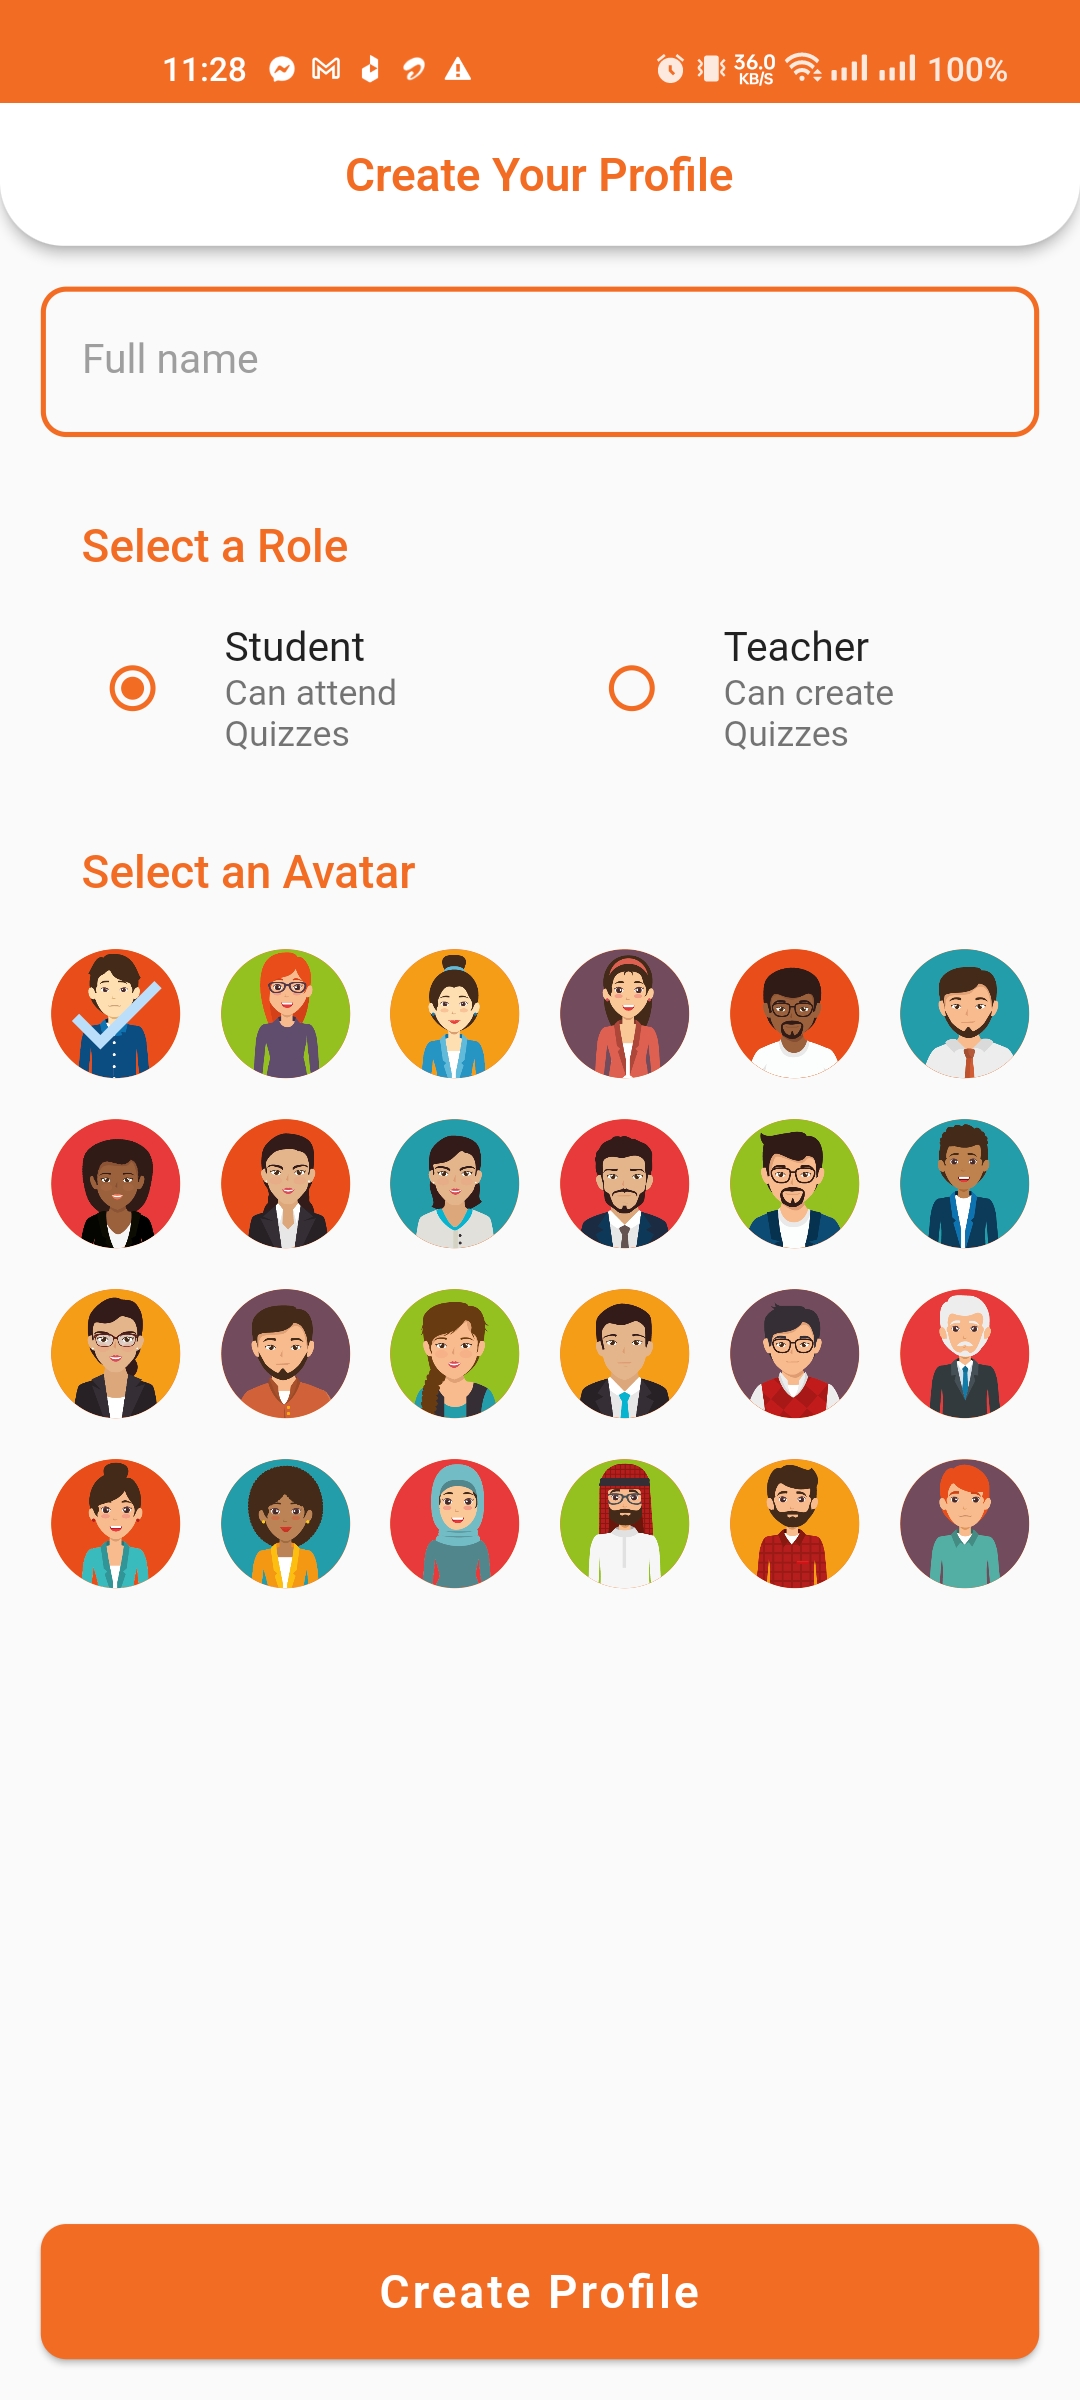 11:28
36.0
KB/S
100%
Create Your Profile
Full name
Select a Role
Student
Can attend
Quizzes
Teacher
Can create
Quizzes
Select an Avatar
Create Profile